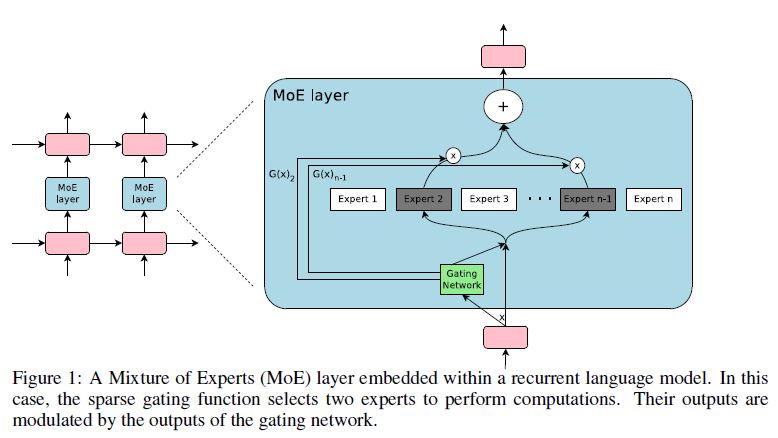 MoE layer
+
x
x
G(x)2
G(x)n-1
Expert 1
Expert 2
Expert 3
. . .
Expert n-1
Expert n
MoE
layer
MoE
layer
Gating
Network
x
Figure 1: A Mixture of Experts (MoE) layer embedded within a recurrent language model. In this
case, the sparse gating function selects two experts to perform computations. Their outputs are
modulated by the outputs of the gating network.